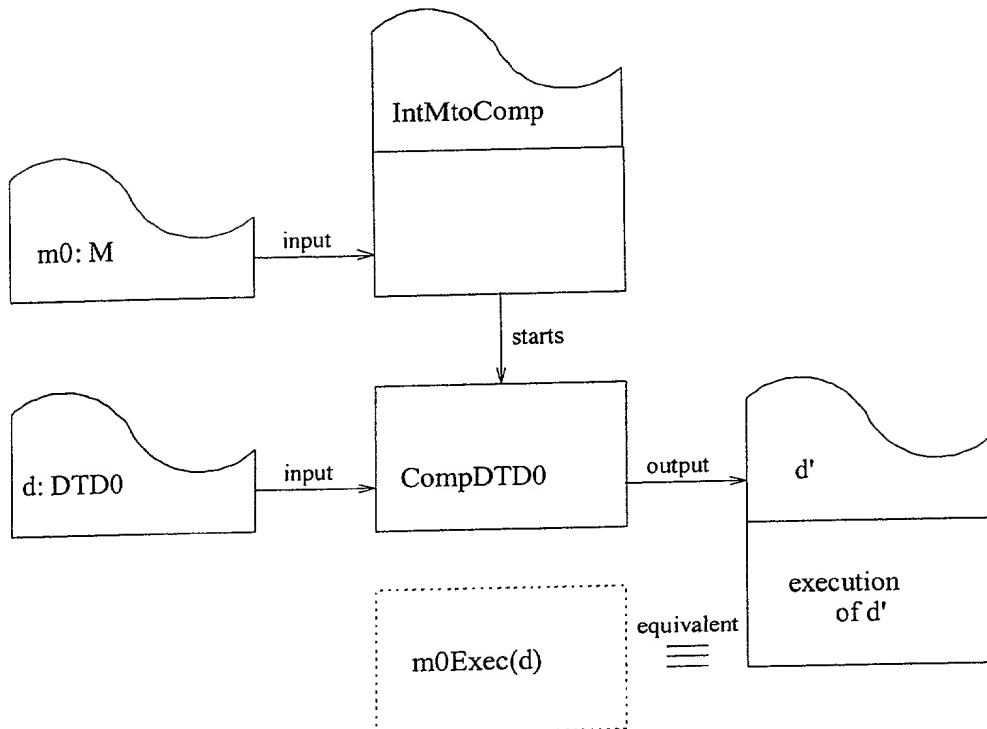 IntMtoComp
m0: M
input
starts
d: DTD0
input
CompDTD0
output
d'
execution
of d'
equivalent
m0Exec(d)